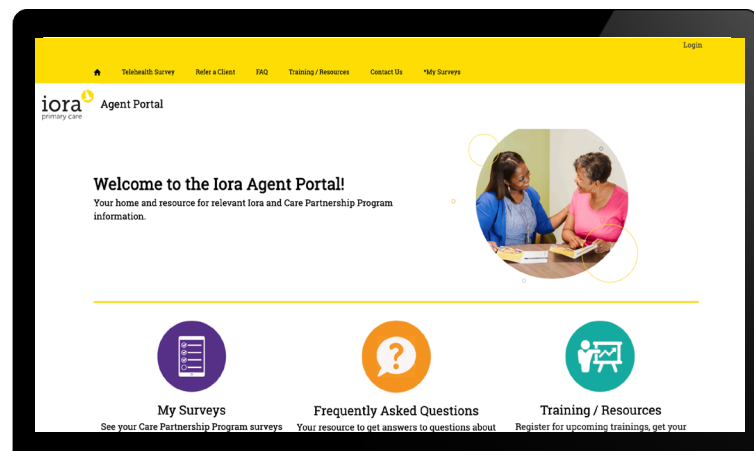 Login
Telehealth Survey Refer a Client FAQ Training / Resources Contact Us *My Surveys
iora
primary care
Agent Portal
Welcome to the Iora Agent Portal!
Your home and resource for relevant Iora and Care Partnership Program
information.
My Surveys Frequently Asked Questions Training / Resources
See your Care Partnership Program surveys Your resource to get answers to questions about Register for upcoming trainings, get your